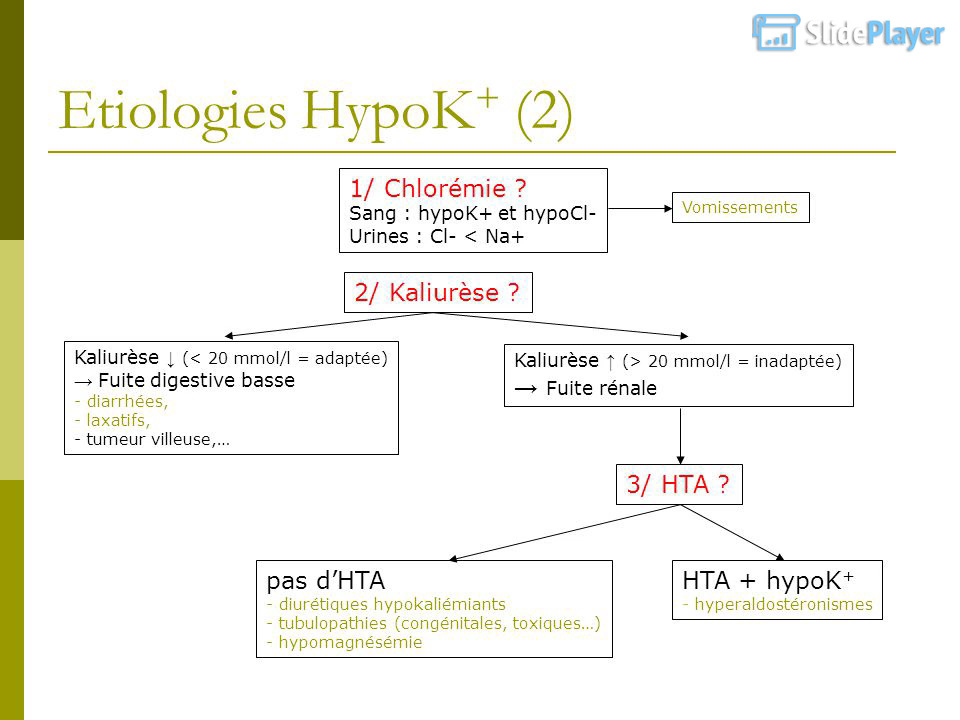 SlidePlayer
Etiologies HypoK+ (2)
1/ Chlorémie ?
Sang : hypoK+ et hypoCl-
Urines : Cl- < Na+
Vomissements
2/ Kaliurèse ?
Kaliurèse ↓ (< 20 mmol/l = adaptée)
→ Fuite digestive basse
- diarrhées,
- laxatifs,
- tumeur villeuse,…
Kaliurèse ↑ (> 20 mmol/l = inadaptée)
→ Fuite rénale
3/ HTA ?
pas d’HTA
- diurétiques hypokaliémiants
- tubulopathies (congénitales, toxiques…)
- hypomagnésémie
HTA + hypoK+
- hyperaldostéronismes